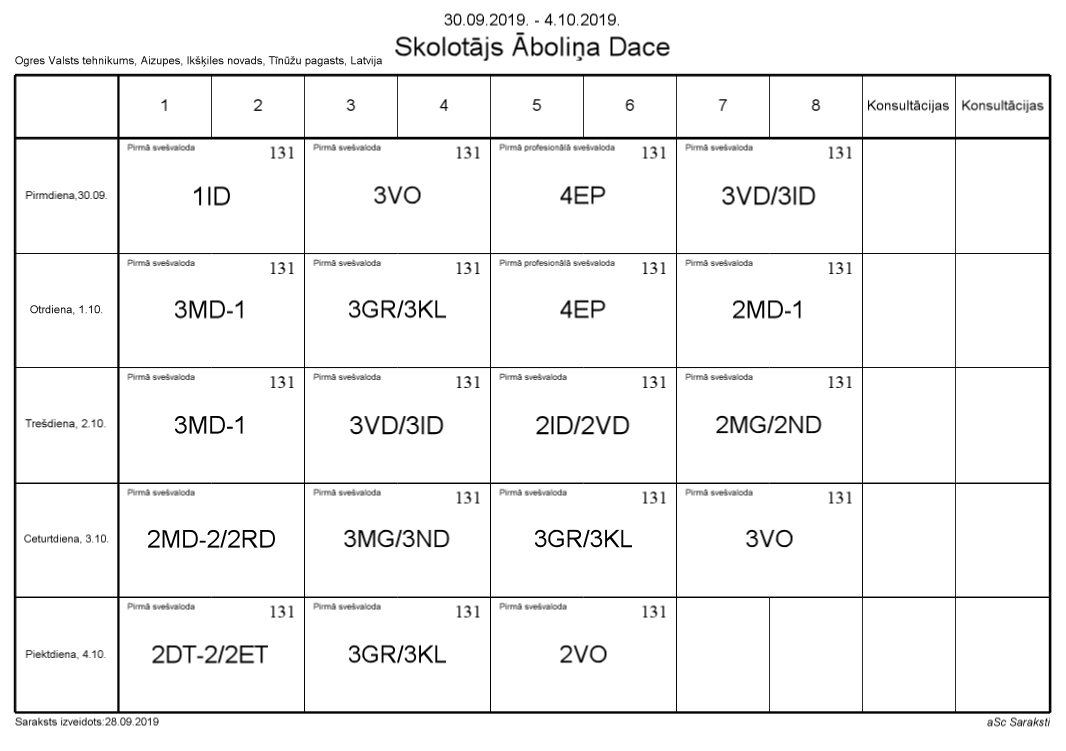 30.09.2019. - 4.10.2019.
Skolotājs Āboliņa Dace
Ogres Valsts tehnikums, Aizupes, Ikšķiles novads, Tīnūžu pagasts, Latvija
1 2 3 4 5 6 7 8 Konsultācijas Konsultācijas
Pirmā svešvaloda 131 Pirmā svešvaloda 131 Pirmā profesionālā svešvaloda 131 Pirmā svešvaloda 131
Pirmdiena,30.09. 1ID 3VO 4EP 3VD/3ID
Pirmā svešvaloda 131 Pirmā svešvaloda 131 Pirmā profesionālā svešvaloda 131 Pirmā svešvaloda 131
Otrdiena, 1.10. 3MD-1 3GR/3KL 4EP 2MD-1
Pirmā svešvaloda 131 Pirmā svešvaloda 131 Pirmā svešvaloda 131 Pirmā svešvaloda 131
Trešdiena, 2.10. 3MD-1 3VD/3ID 2ID/2VD 2MG/2ND
Pirmā svešvaloda Pirmā svešvaloda 131 Pirmā svešvaloda 131 Pirmā svešvaloda 131
Ceturtdiena, 3.10. 2MD-2/2RD 3MG/3ND 3GR/3KL 3VO
Pirmā svešvaloda 131 Pirmā svešvaloda 131 Pirmā svešvaloda 131
Piektdiena, 4.10. 2DT-2/2ET 3GR/3KL 2VO
Saraksts izveidots:28.09.2019 aSc Saraksti